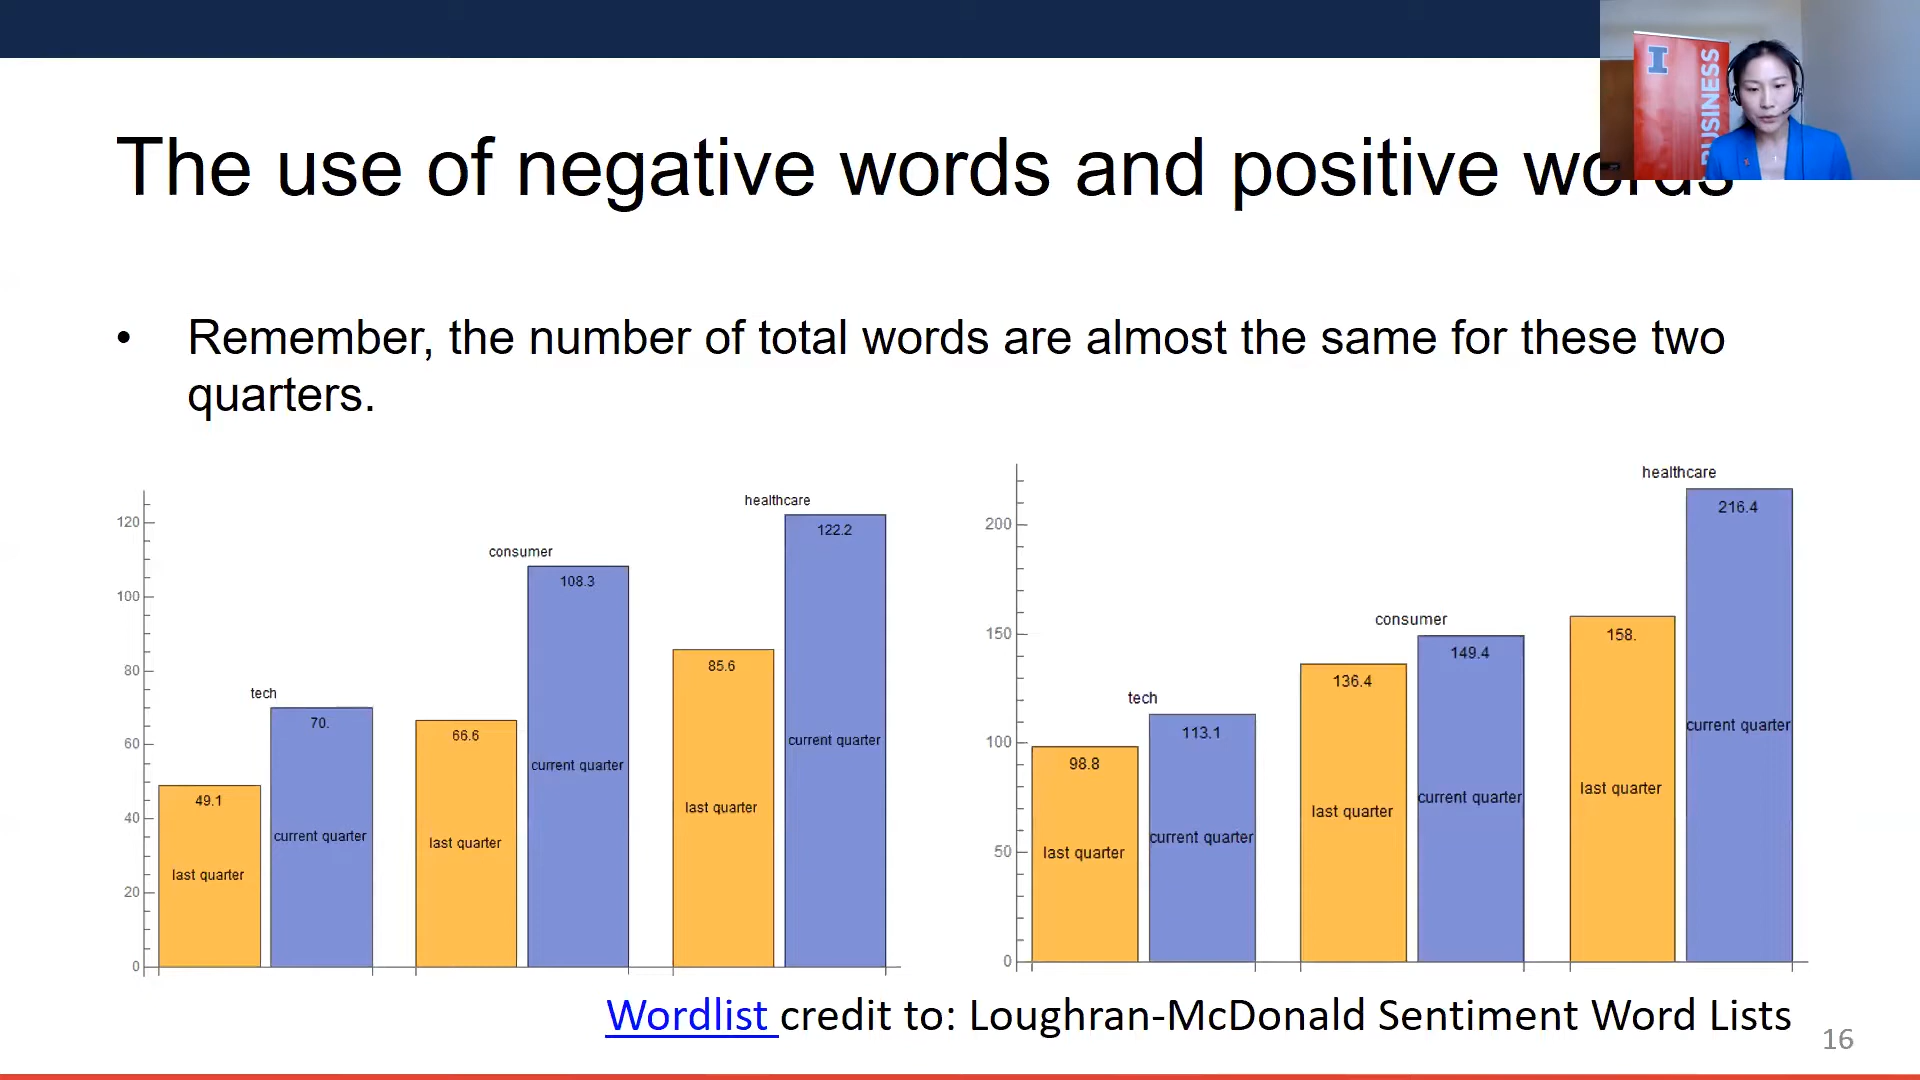 I
BUSINESS
The use of negative words and positive words
• Remember, the number of total words are almost the same for these two
quarters.
healthcare
120
122.2
consumer
108.3
100
85.6
80
tech
70.
66.6
60
current quarter
current quarter
last quarter
49.1
40
current quarter
last quarter
last quarter
20
0
healthcare
216.4
200
158.
consumer
150
149.4
136.4
tech
113.1
current quarter
100
98.8
last quarter
current quarter
last quarter
current quarter
last quarter
50
0
Wordlist credit to: Loughran-McDonald Sentiment Word Lists
16